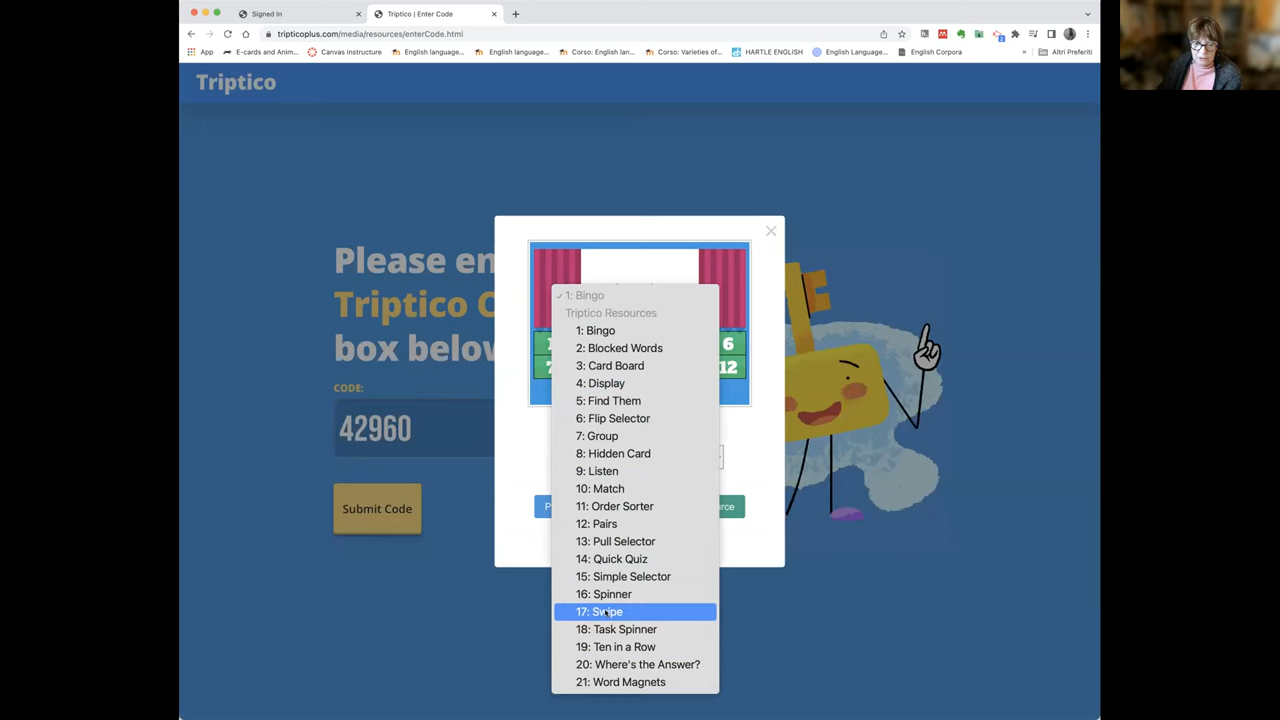 Signed In
Triptico | Enter Code
tripticoplus.com/media/resources/enterCode.html
App
E-cards and Anim...
Canvas Instructure
English language...
English language...
Corso: English lan...
Corso: Varieties of...
HARTLE ENGLISH
English Language...
English Corpora
»
Altri Preferiti
Triptico
Please en
Triptico C
box below
CODE:
42960
Submit Code
6
12
✓ 1: Bingo
Triptico Resources
1: Bingo
2: Blocked Words
3: Card Board
4: Display
5: Find Them
6: Flip Selector
7: Group
8: Hidden Card
9: Listen
10: Match
11: Order Sorter
12: Pairs
13: Pull Selector
14: Quick Quiz
15: Simple Selector
16: Spinner
17: Swipe
18: Task Spinner
19: Ten in a Row
20: Where's the Answer?
21: Word Magnets